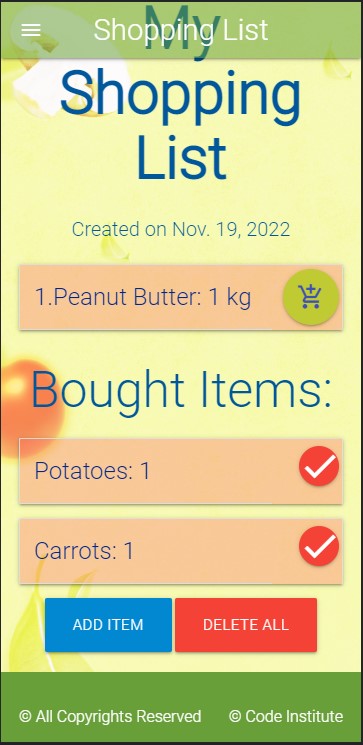 Shopping List
My
Shopping
List
Created on Nov. 19, 2022
1.Peanut Butter: 1 kg
Bought Items:
Potatoes: 1
Carrots: 1
ADD ITEM DELETE ALL
© All Copyrights Reserved © Code Institute